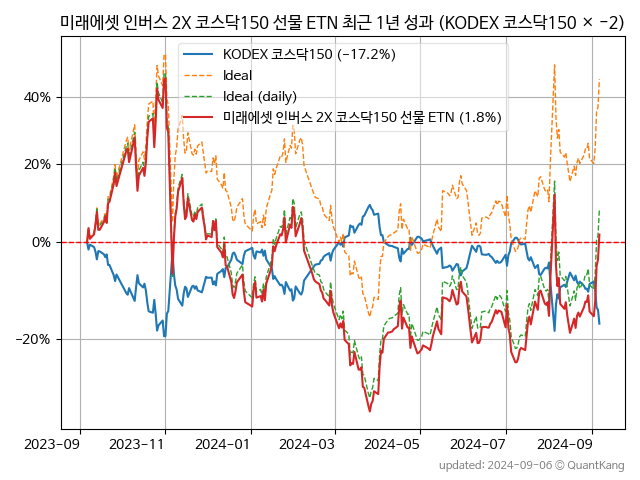 미래에셋 인버스 2X 코스닥150 선물 ETN 최근 1년 성과 (KODEX 코스닥150 × −2)
KODEX 코스닥150 (−17.2%)
Ideal
Ideal (daily)
미래에셋 인버스 2X 코스닥150 선물 ETN (1.8%)
40%
20%
0%
−20%
2023-09
2023-11
2024-01
2024-03
2024-05
2024-07
2024-09
updated: 2024-09-06 © QuantKang